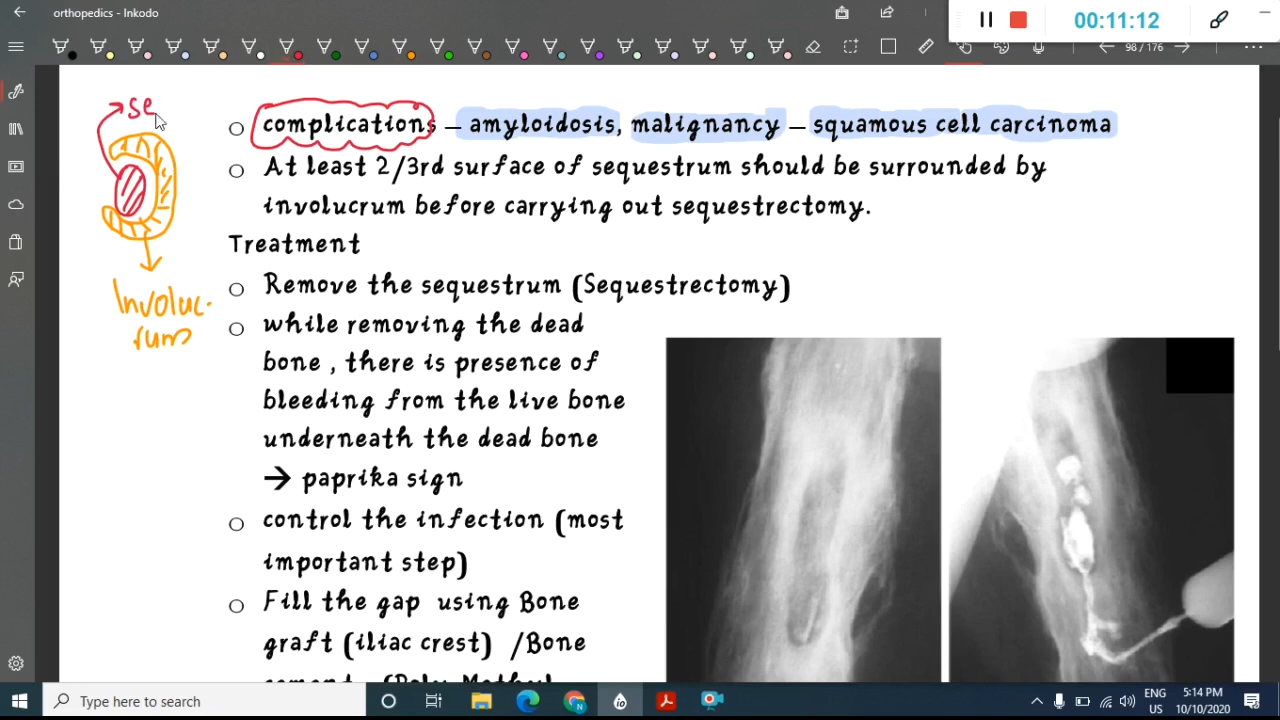 orthopedics - Inkodo
00:11:12
98 / 176
se
complications – amyloidosis, malignancy – squamous cell carcinoma
At least 2/3rd surface of sequestrum should be surrounded by
involucrum before carrying out sequestrectomy.
Treatment
Involuc-
rum
Remove the sequestrum (Sequestrectomy)
while removing the dead
bone , there is presence of
bleeding from the live bone
underneath the dead bone
→ paprika sign
control the infection (most
important step)
Fill the gap using Bone
graft (iliac crest) /Bone
Type here to search
ENG
US
5:14 PM
10/10/2020